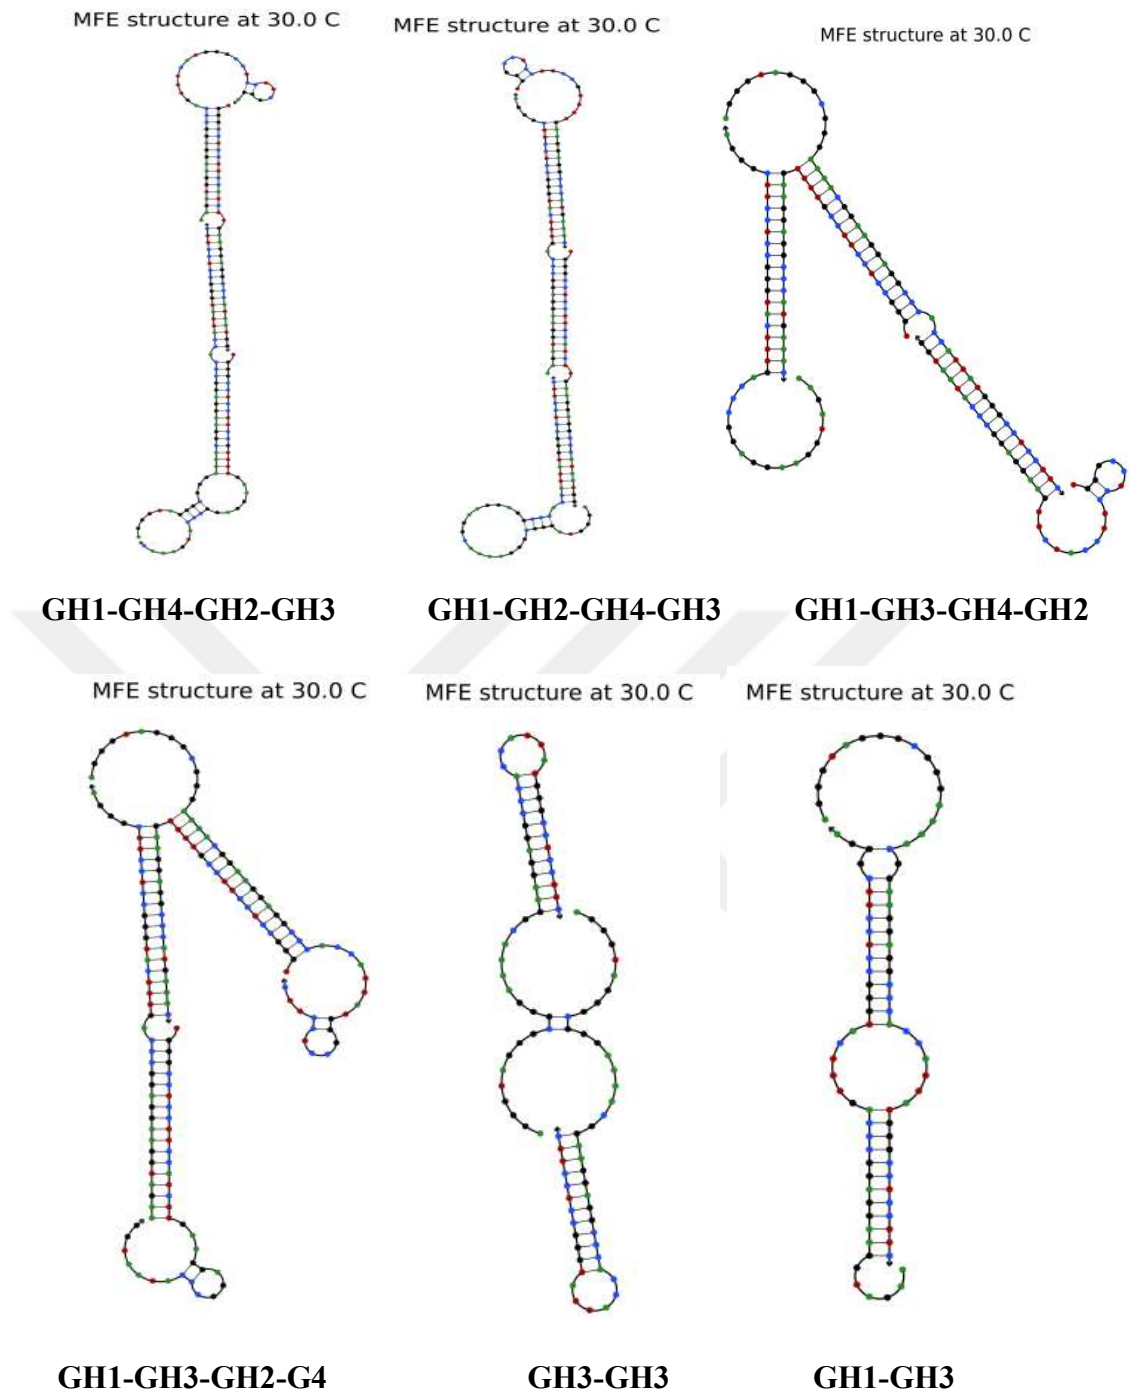 MFE structure at 30.0 C
MFE structure at 30.0 C
MFE structure at 30.0 C
GH1-GH4-GH2-GH3
GH1-GH2-GH4-GH3
GH1-GH3-GH4-GH2
MFE structure at 30.0 C
MFE structure at 30.0 C
MFE structure at 30.0 C
GH1-GH3-GH2-G4
GH3-GH3
GH1-GH3